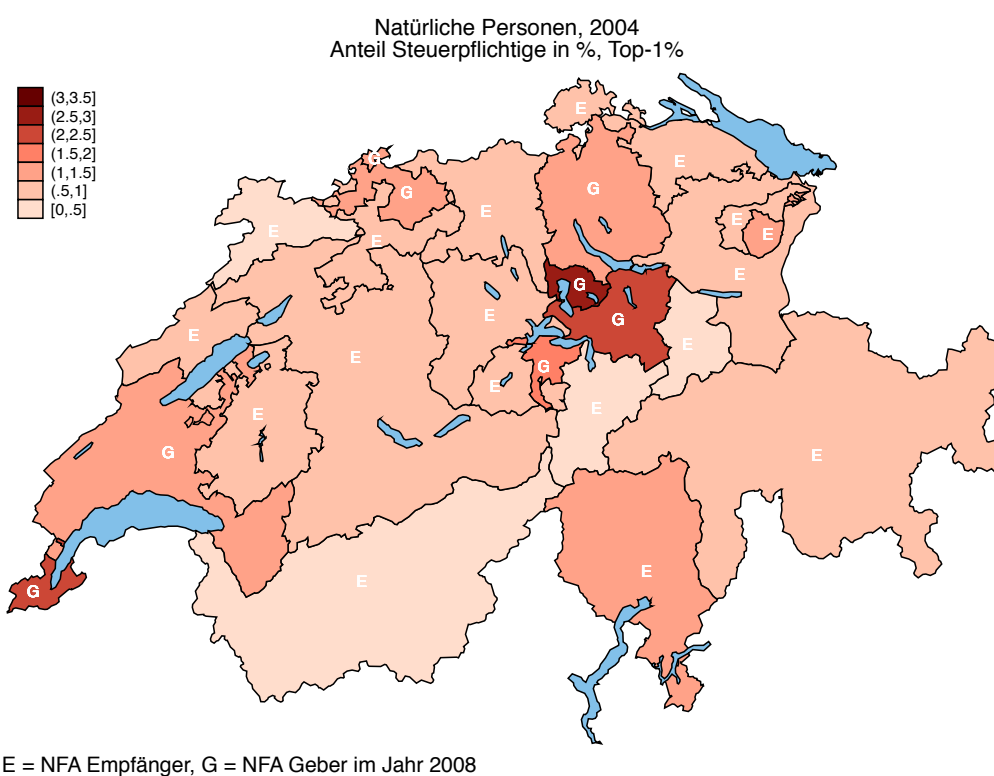 Natürliche Personen, 2004
Anteil Steuerpflichtige in %, Top-1%
(3,3.5]
(2.5,3]
(2,2.5]
(1.5,2]
(1,1.5]
(.5,1]
[0,.5]
E
G
E
G
G
E
E
E
E
E
E
G
G
E
E
E
E
G
E
E
E
E
G
E
E
E
G
E = NFA Empfänger, G = NFA Geber im Jahr 2008